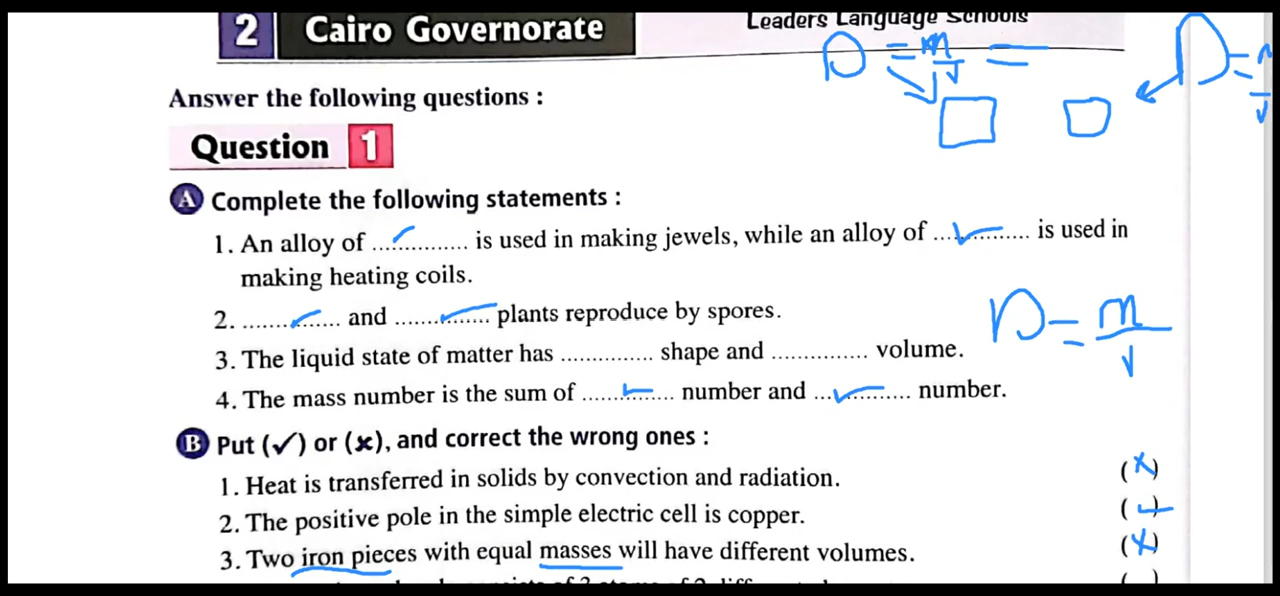 2 Cairo Governorate
Leaders Language Schools
D = m/v =
D = m/v
Answer the following questions :
Question 1
A Complete the following statements :
1. An alloy of .................. is used in making jewels, while an alloy of .................. is used in
making heating coils.
2. .................. and .................. plants reproduce by spores.
3. The liquid state of matter has .................. shape and .................. volume.
D = m/v
4. The mass number is the sum of .................. number and .................. number.
B Put (✓) or (x), and correct the wrong ones :
1. Heat is transferred in solids by convection and radiation. (x)
2. The positive pole in the simple electric cell is copper. (✓)
3. Two iron pieces with equal masses will have different volumes. (x)